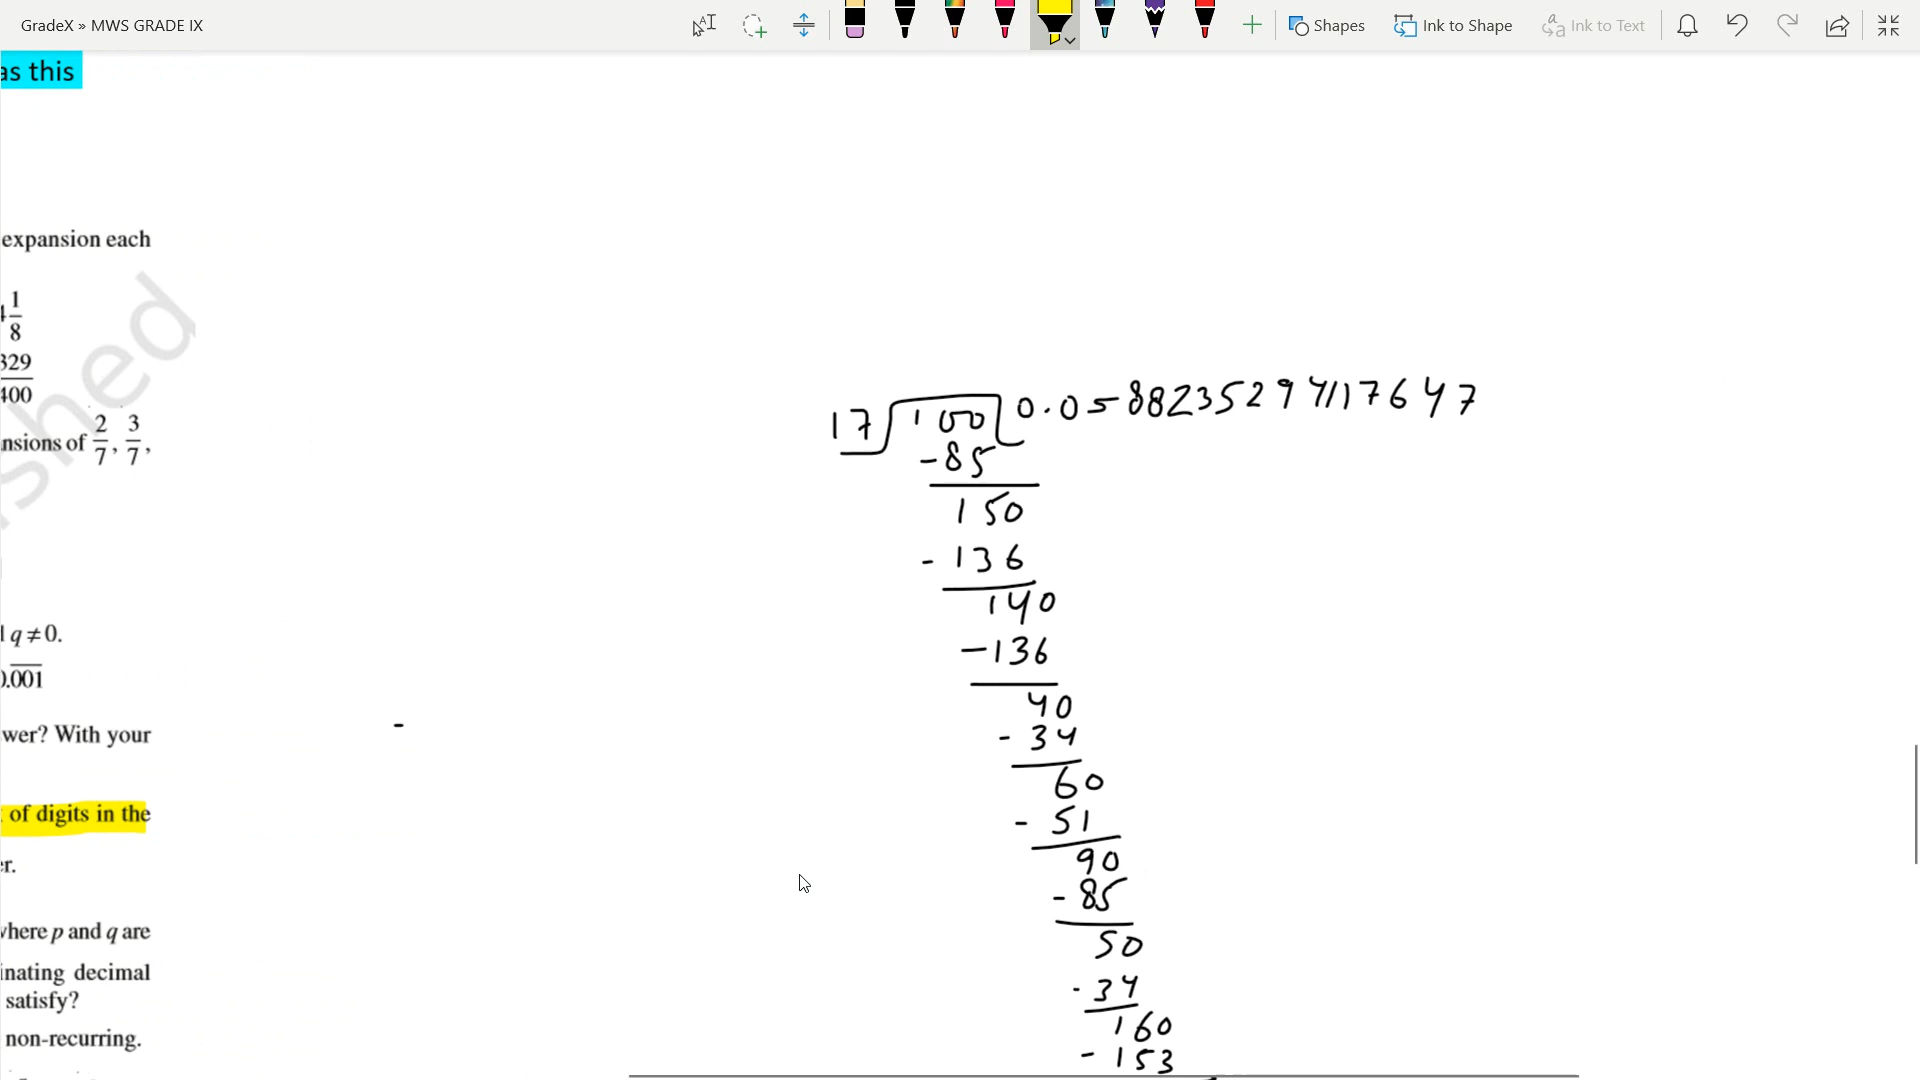 GradeX » MWS GRADE IX
Shapes
Ink to Shape
Ink to Text
as this
expansion each
1
8
329
400
nsions of 2/7, 3/7,
shed
q ≠ 0.
0.001
wer? With your
-
of digits in the
er.
where p and q are
inating decimal
satisfy?
non-recurring.
17 100 0.0588235294117647
-85
150
-136
140
-136
40
-34
60
-51
90
-85
50
-34
160
-153